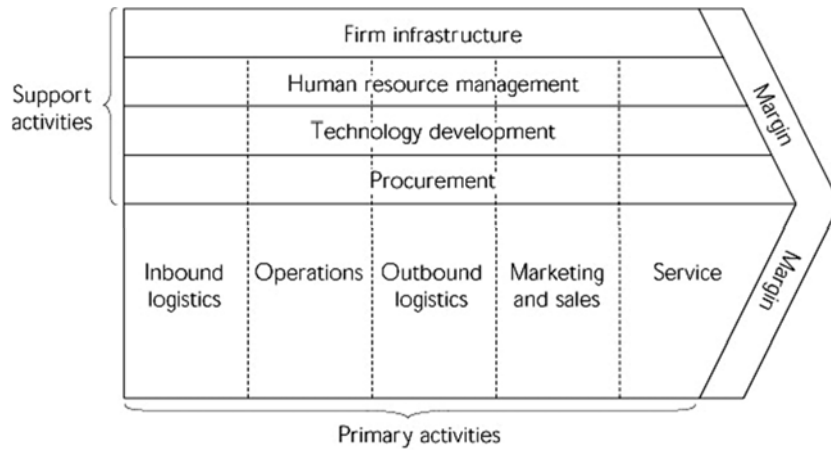 Firm infrastructure
Human resource management
Technology development
Procurement
Support
activities
Margin
Margin
Inbound
logistics
Operations
Outbound
logistics
Marketing
and sales
Service
Primary activities